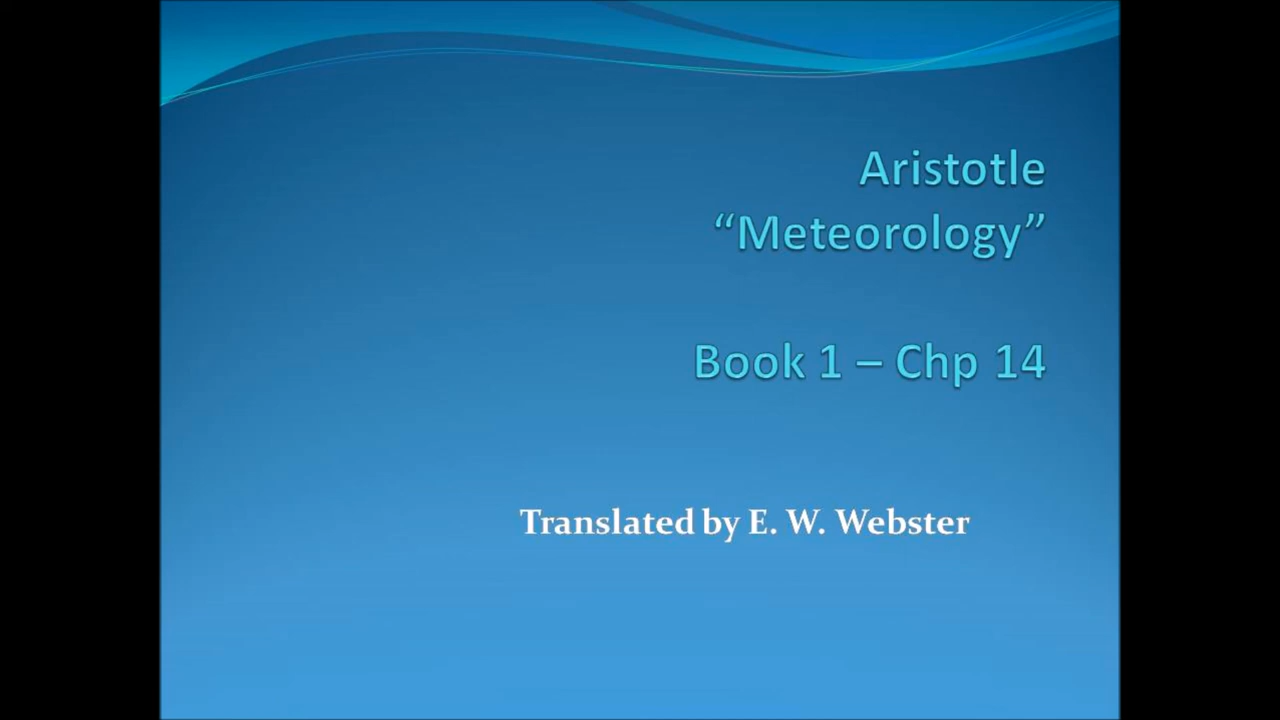 Aristotle
“Meteorology”
Book 1 – Chp 14
Translated by E. W. Webster